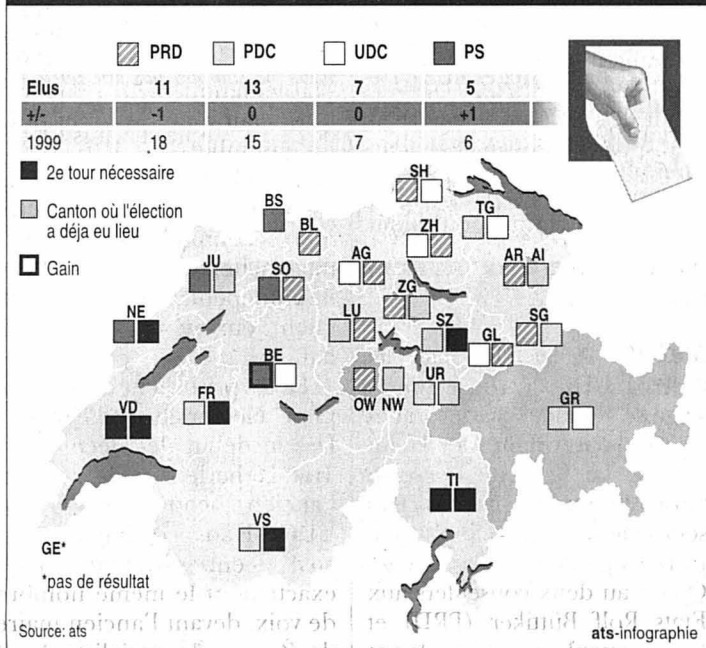 PRD PDC UDC PS
Elus 11 13 7 5
+/- -1 0 0 +1
1999 18 15 7 6
2e tour nécessaire
Canton où l'élection
a déja eu lieu
Gain
SH
BS
TG
BL
ZH
JU
SO
AG
AR AI
ZG
NE
LU
SZ
SG
GL
BE
VD
FR
OW NW
UR
GR
TI
VS
GE*
*pas de résultat
Source: ats
ats-infographie